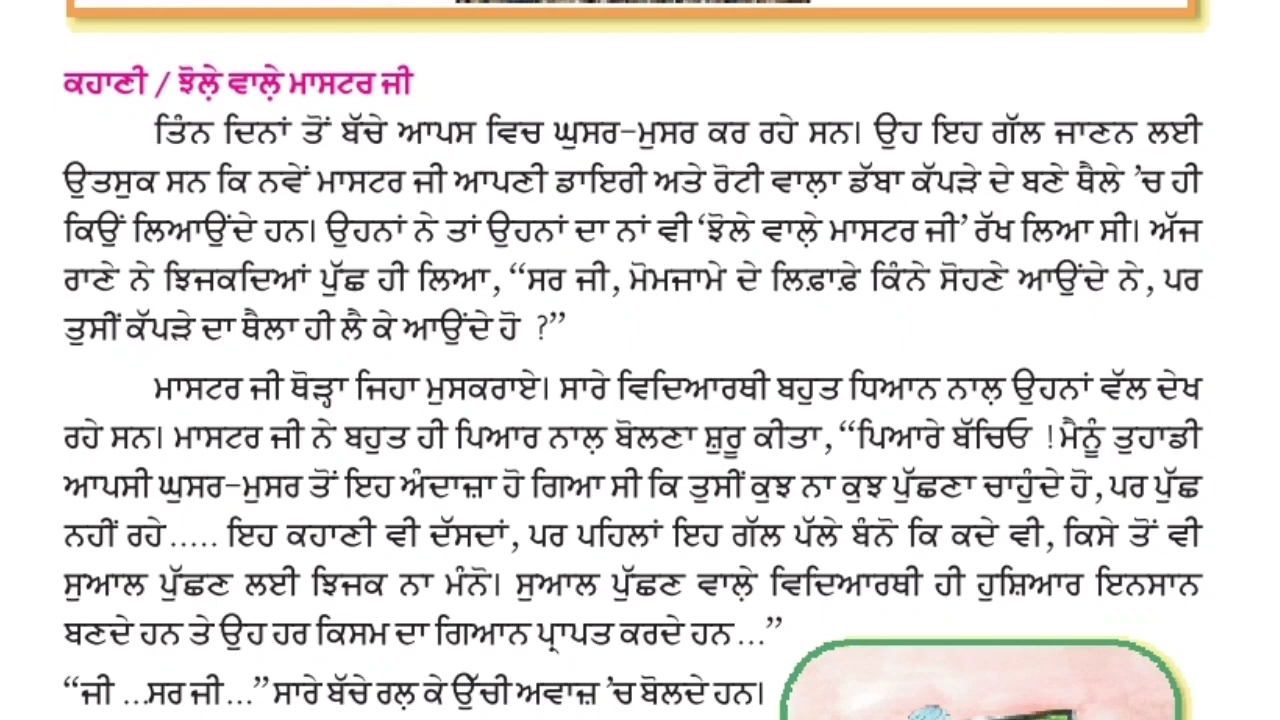 ਕਹਾਣੀ / ਝੋਲ਼ੇ ਵਾਲ਼ੇ ਮਾਸਟਰ ਜੀ
ਤਿੰਨ ਦਿਨਾਂ ਤੋਂ ਬੱਚੇ ਆਪਸ ਵਿਚ ਘੁਸਰ-ਮੁਸਰ ਕਰ ਰਹੇ ਸਨ। ਉਹ ਇਹ ਗੱਲ ਜਾਣਨ ਲਈ
ਉਤਸੁਕ ਸਨ ਕਿ ਨਵੇਂ ਮਾਸਟਰ ਜੀ ਆਪਣੀ ਡਾਇਰੀ ਅਤੇ ਰੋਟੀ ਵਾਲ਼ਾ ਡੱਬਾ ਕੱਪੜੇ ਦੇ ਬਣੇ ਥੈਲੇ ’ਚ ਹੀ
ਕਿਉਂ ਲਿਆਉਂਦੇ ਹਨ। ਉਹਨਾਂ ਨੇ ਤਾਂ ਉਹਨਾਂ ਦਾ ਨਾਂ ਵੀ ‘ਝੋਲੇ ਵਾਲ਼ੇ ਮਾਸਟਰ ਜੀ’ ਰੱਖ ਲਿਆ ਸੀ। ਅੱਜ
ਰਾਣੇ ਨੇ ਝਿਜਕਦਿਆਂ ਪੁੱਛ ਹੀ ਲਿਆ, “ਸਰ ਜੀ, ਮੋਮਜਾਮੇ ਦੇ ਲਿਫ਼ਾਫ਼ੇ ਕਿੰਨੇ ਸੋਹਣੇ ਆਉਂਦੇ ਨੇ, ਪਰ
ਤੁਸੀਂ ਕੱਪੜੇ ਦਾ ਥੈਲਾ ਹੀ ਲੈ ਕੇ ਆਉਂਦੇ ਹੋ ?”
ਮਾਸਟਰ ਜੀ ਥੋੜ੍ਹਾ ਜਿਹਾ ਮੁਸਕਰਾਏ। ਸਾਰੇ ਵਿਦਿਆਰਥੀ ਬਹੁਤ ਧਿਆਨ ਨਾਲ਼ ਉਹਨਾਂ ਵੱਲ ਦੇਖ
ਰਹੇ ਸਨ। ਮਾਸਟਰ ਜੀ ਨੇ ਬਹੁਤ ਹੀ ਪਿਆਰ ਨਾਲ਼ ਬੋਲਣਾ ਸ਼ੁਰੂ ਕੀਤਾ, “ਪਿਆਰੇ ਬੱਚਿਓ ! ਮੈਨੂੰ ਤੁਹਾਡੀ
ਆਪਸੀ ਘੁਸਰ-ਮੁਸਰ ਤੋਂ ਇਹ ਅੰਦਾਜ਼ਾ ਹੋ ਗਿਆ ਸੀ ਕਿ ਤੁਸੀਂ ਕੁਝ ਨਾ ਕੁਝ ਪੁੱਛਣਾ ਚਾਹੁੰਦੇ ਹੋ, ਪਰ ਪੁੱਛ
ਨਹੀਂ ਰਹੇ..... ਇਹ ਕਹਾਣੀ ਵੀ ਦੱਸਦਾਂ, ਪਰ ਪਹਿਲਾਂ ਇਹ ਗੱਲ ਪੱਲੇ ਬੰਨੋ ਕਿ ਕਦੇ ਵੀ, ਕਿਸੇ ਤੋਂ ਵੀ
ਸੁਆਲ ਪੁੱਛਣ ਲਈ ਝਿਜਕ ਨਾ ਮੰਨੋ। ਸੁਆਲ ਪੁੱਛਣ ਵਾਲ਼ੇ ਵਿਦਿਆਰਥੀ ਹੀ ਹੁਸ਼ਿਆਰ ਇਨਸਾਨ
ਬਣਦੇ ਹਨ ਤੇ ਉਹ ਹਰ ਕਿਸਮ ਦਾ ਗਿਆਨ ਪ੍ਰਾਪਤ ਕਰਦੇ ਹਨ...”
“ਜੀ ...ਸਰ ਜੀ...” ਸਾਰੇ ਬੱਚੇ ਰਲ਼ ਕੇ ਉੱਚੀ ਅਵਾਜ਼ ’ਚ ਬੋਲਦੇ ਹਨ।